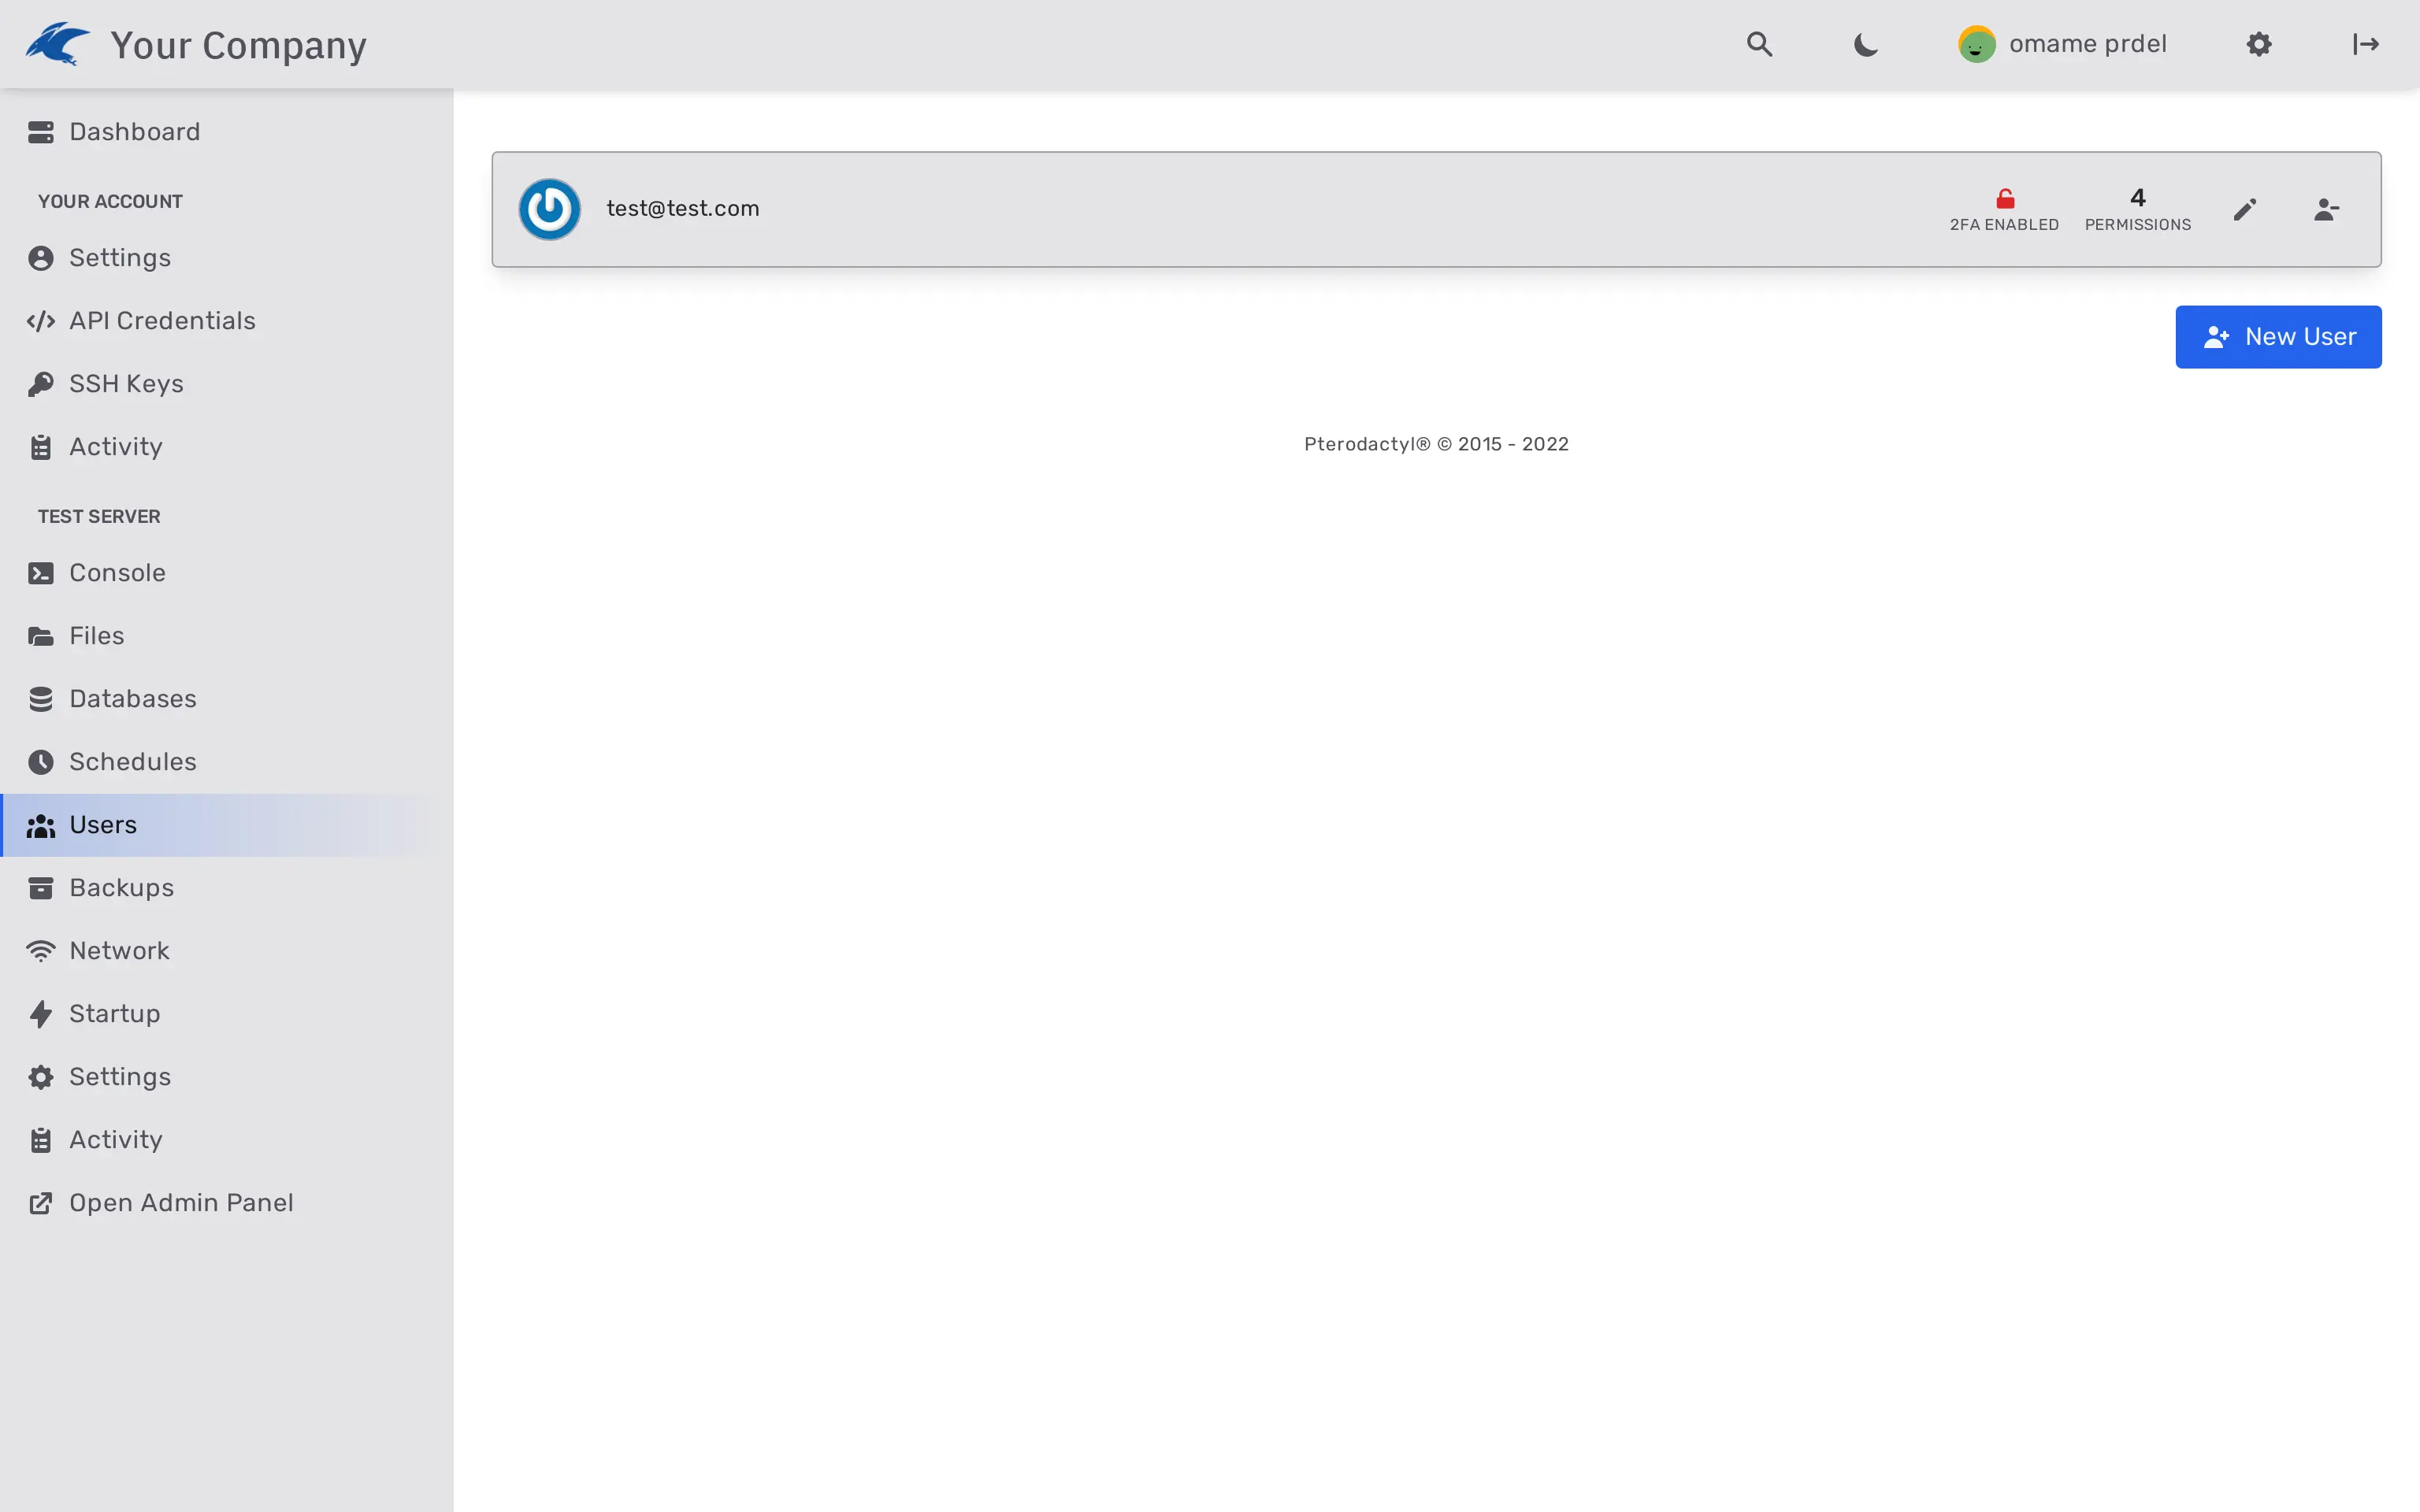 Your Company
omame prdel
Dashboard
YOUR ACCOUNT
Settings
API Credentials
SSH Keys
Activity
TEST SERVER
Console
Files
Databases
Schedules
Users
Backups
Network
Startup
Settings
Activity
Open Admin Panel
test@test.com
2FA ENABLED
4
PERMISSIONS
New User
Pterodactyl® © 2015 - 2022